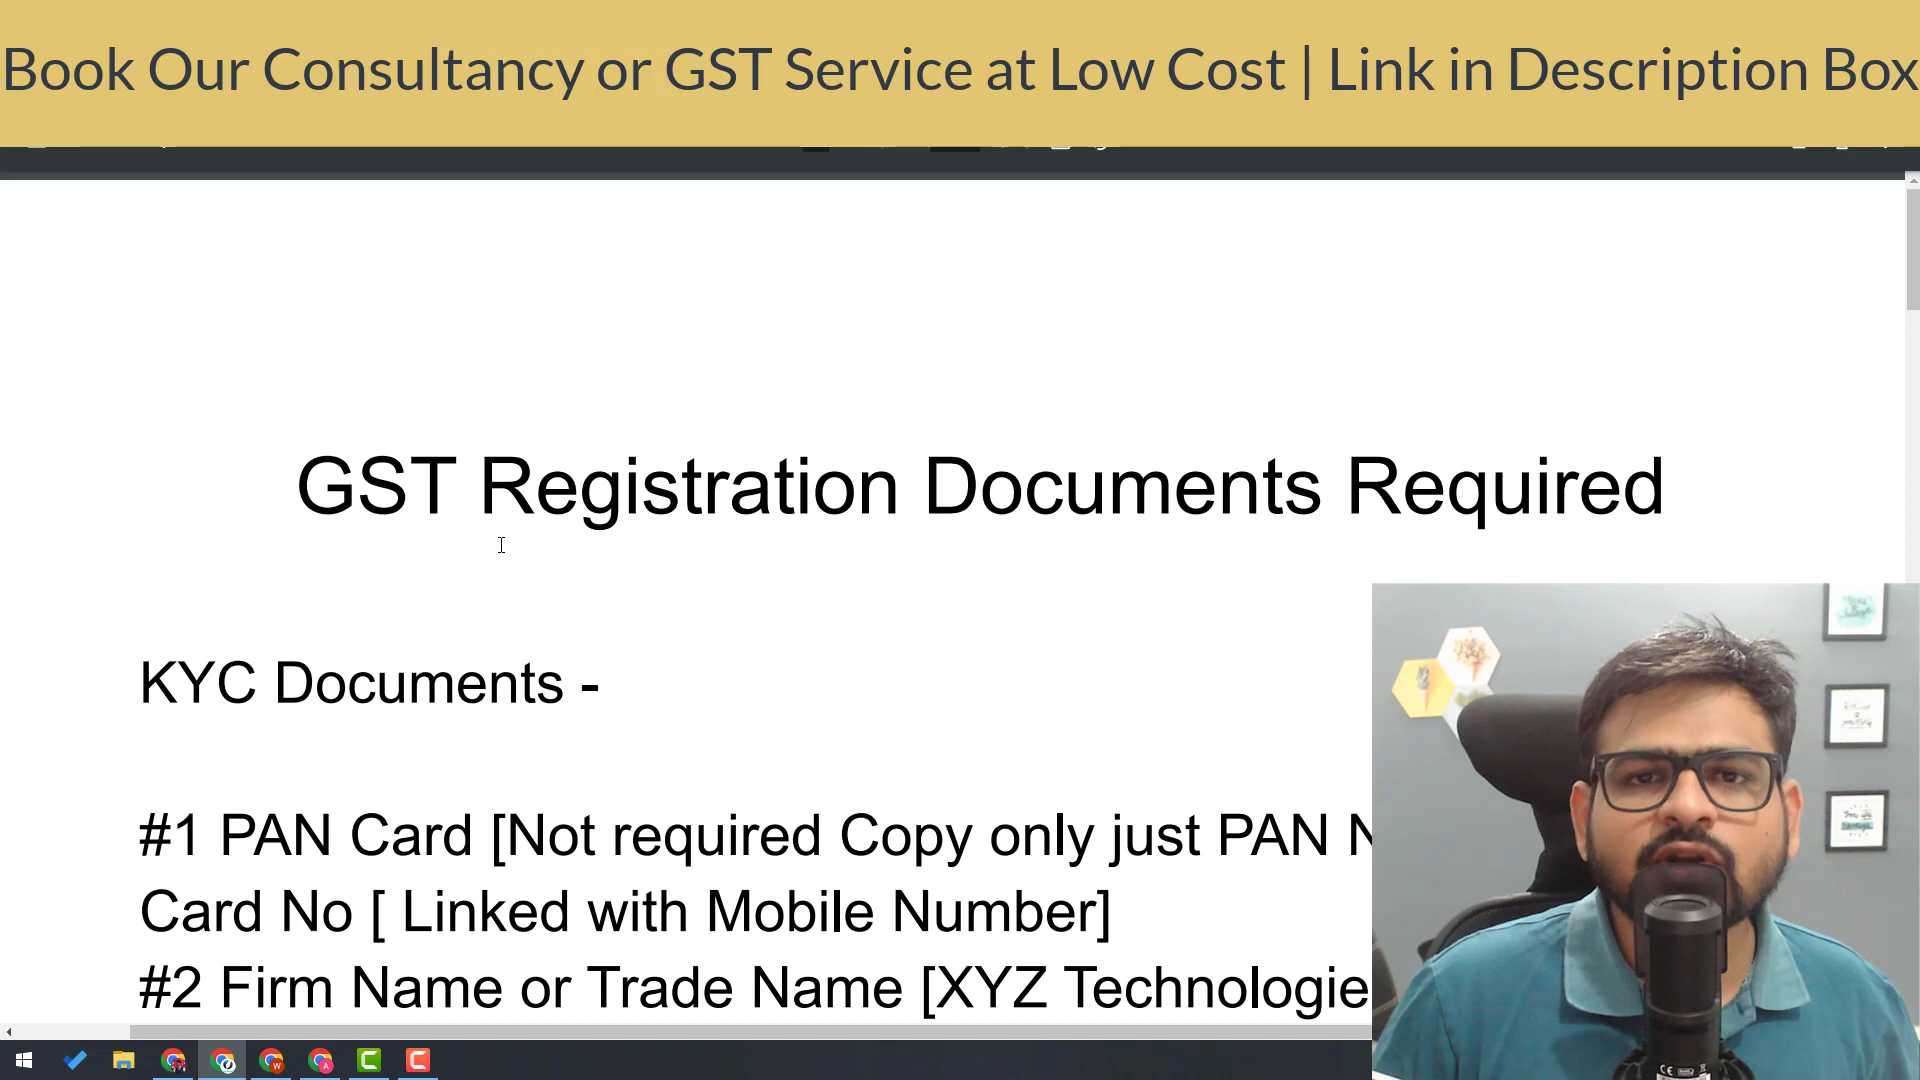 Book Our Consultancy or GST Service at Low Cost | Link in Description Box
GST Registration Documents Required
KYC Documents -
#1 PAN Card [Not required Copy only just PAN
Card No [ Linked with Mobile Number]
#2 Firm Name or Trade Name [XYZ